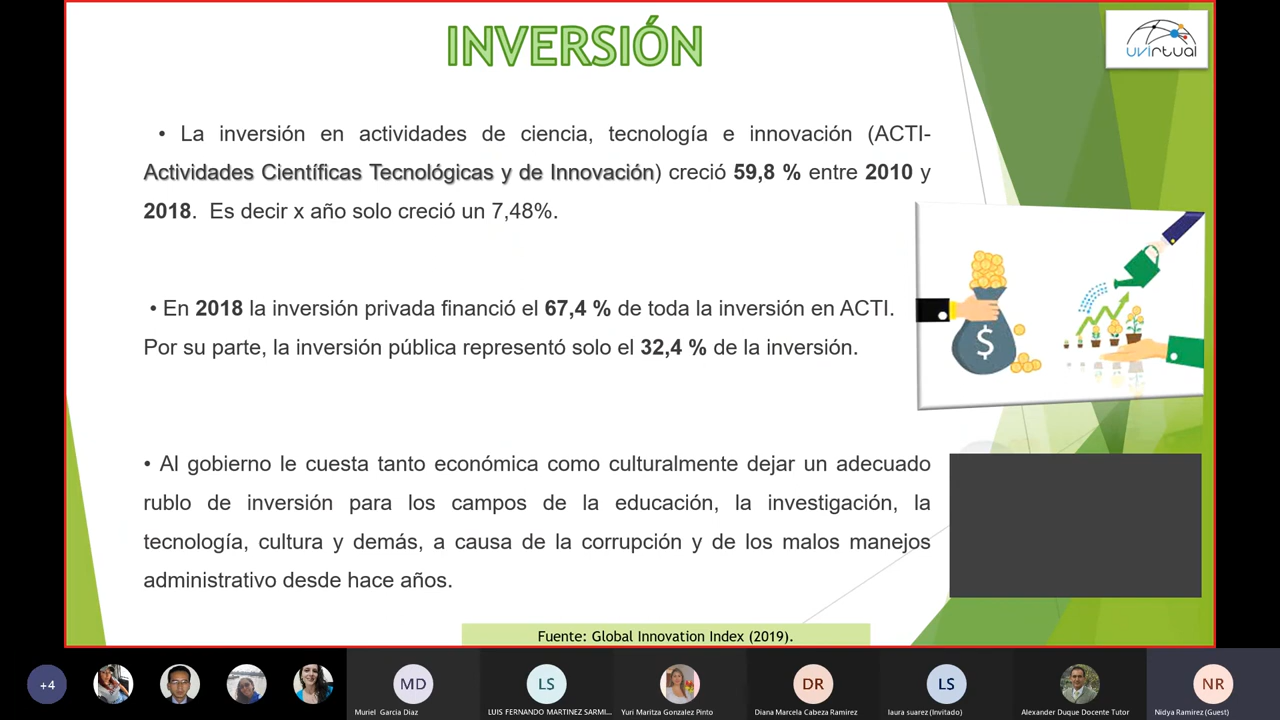 INVERSIÓN
uvirtual
• La inversión en actividades de ciencia, tecnología e innovación (ACTI-
Actividades Científicas Tecnológicas y de Innovación) creció 59,8 % entre 2010 y
2018. Es decir x año solo creció un 7,48%.
• En 2018 la inversión privada financió el 67,4 % de toda la inversión en ACTI.
Por su parte, la inversión pública representó solo el 32,4 % de la inversión.
$
• Al gobierno le cuesta tanto económica como culturalmente dejar un adecuado
rublo de inversión para los campos de la educación, la investigación, la
tecnología, cultura y demás, a causa de la corrupción y de los malos manejos
administrativo desde hace años.
Fuente: Global Innovation Index (2019).
+4
MD
LS
DR
LS
NR
Muriel Garcia Diaz
LUIS FERNANDO MARTINEZ SARMI...
Yuri Maritza Gonzalez Pinto
Diana Marcela Cabeza Ramirez
laura suarez (Invitado)
Alexander Duque Docente Tutor
Nidya Ramirez (Guest)